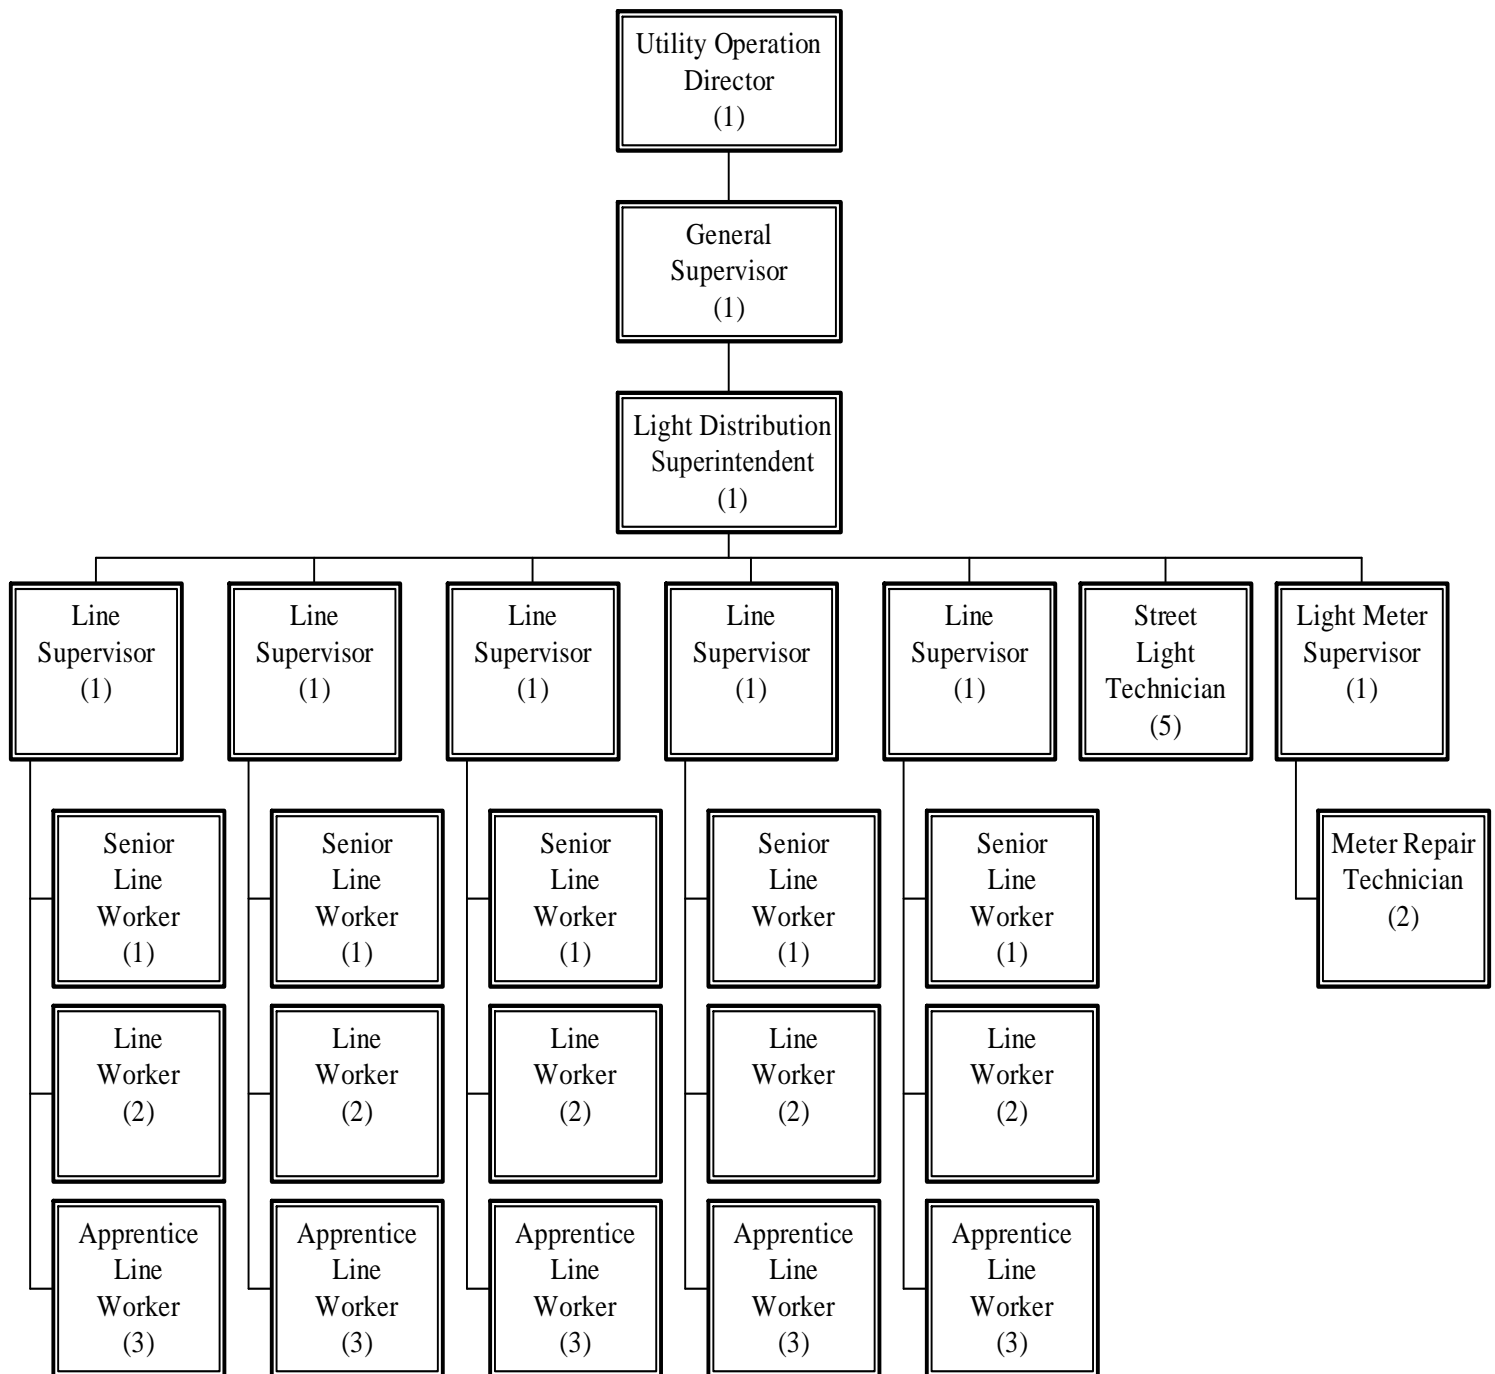 Utility Operation
Director
(1)
General
Supervisor
(1)
Light Distribution
Superintendent
(1)
Line
Supervisor
(1)
Line
Supervisor
(1)
Line
Supervisor
(1)
Line
Supervisor
(1)
Line
Supervisor
(1)
Street
Light
Technician
(5)
Light Meter
Supervisor
(1)
Senior
Line
Worker
(1)
Senior
Line
Worker
(1)
Senior
Line
Worker
(1)
Senior
Line
Worker
(1)
Senior
Line
Worker
(1)
Meter Repair
Technician
(2)
Line
Worker
(2)
Line
Worker
(2)
Line
Worker
(2)
Line
Worker
(2)
Line
Worker
(2)
Apprentice
Line
Worker
(3)
Apprentice
Line
Worker
(3)
Apprentice
Line
Worker
(3)
Apprentice
Line
Worker
(3)
Apprentice
Line
Worker
(3)